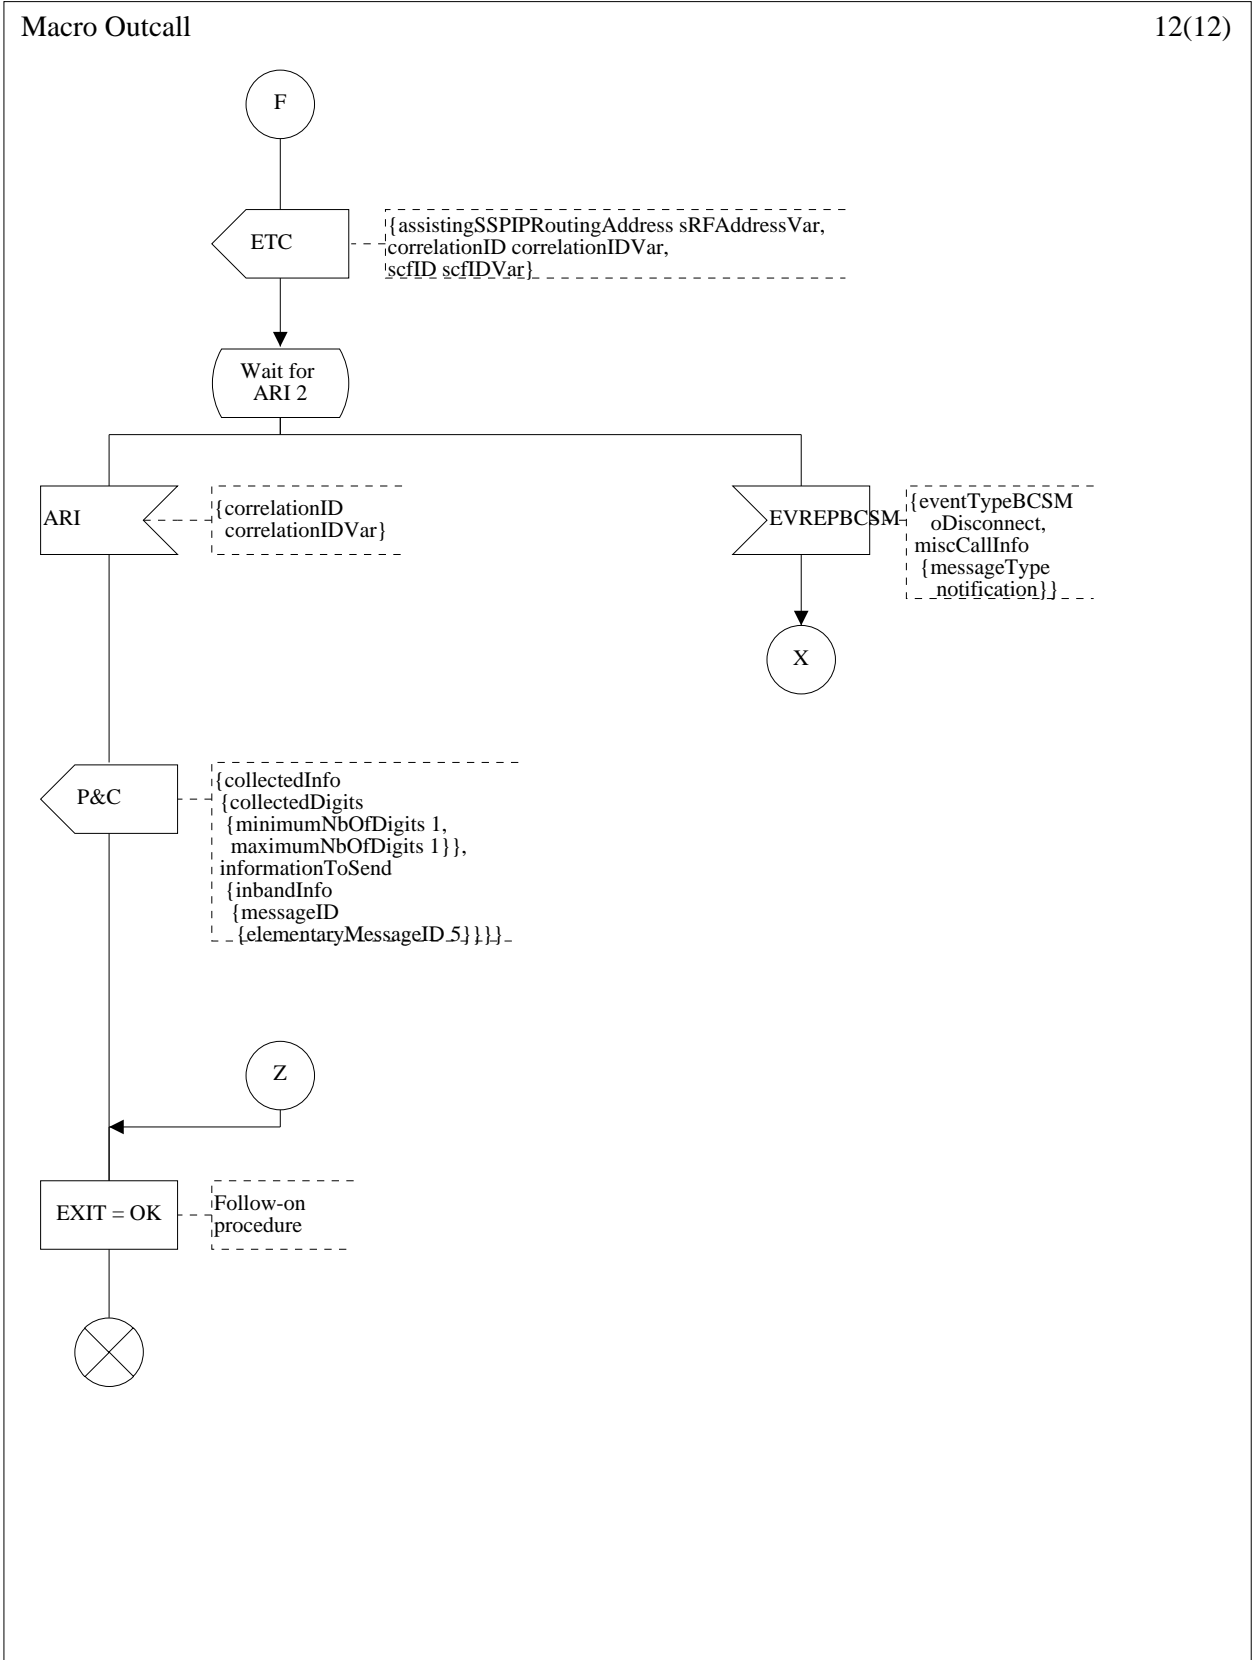 Macro Outcall
12(12)
F
ETC
{assistingSSPIPRoutingAddress sRFAddressVar,
correlationID correlationIDVar,
scfID scfIDVar}
Wait for
ARI 2
ARI
{correlationID
correlationIDVar}
EVREPBCSM
{eventTypeBCSM
oDisconnect,
miscCallInfo
{messageType
notification}}
X
P&C
{collectedInfo
{collectedDigits
{minimumNbOfDigits 1,
maximumNbOfDigits 1}},
informationToSend
{inbandInfo
{messageID
{elementaryMessageID 5}}}}
Z
EXIT = OK
Follow-on
procedure